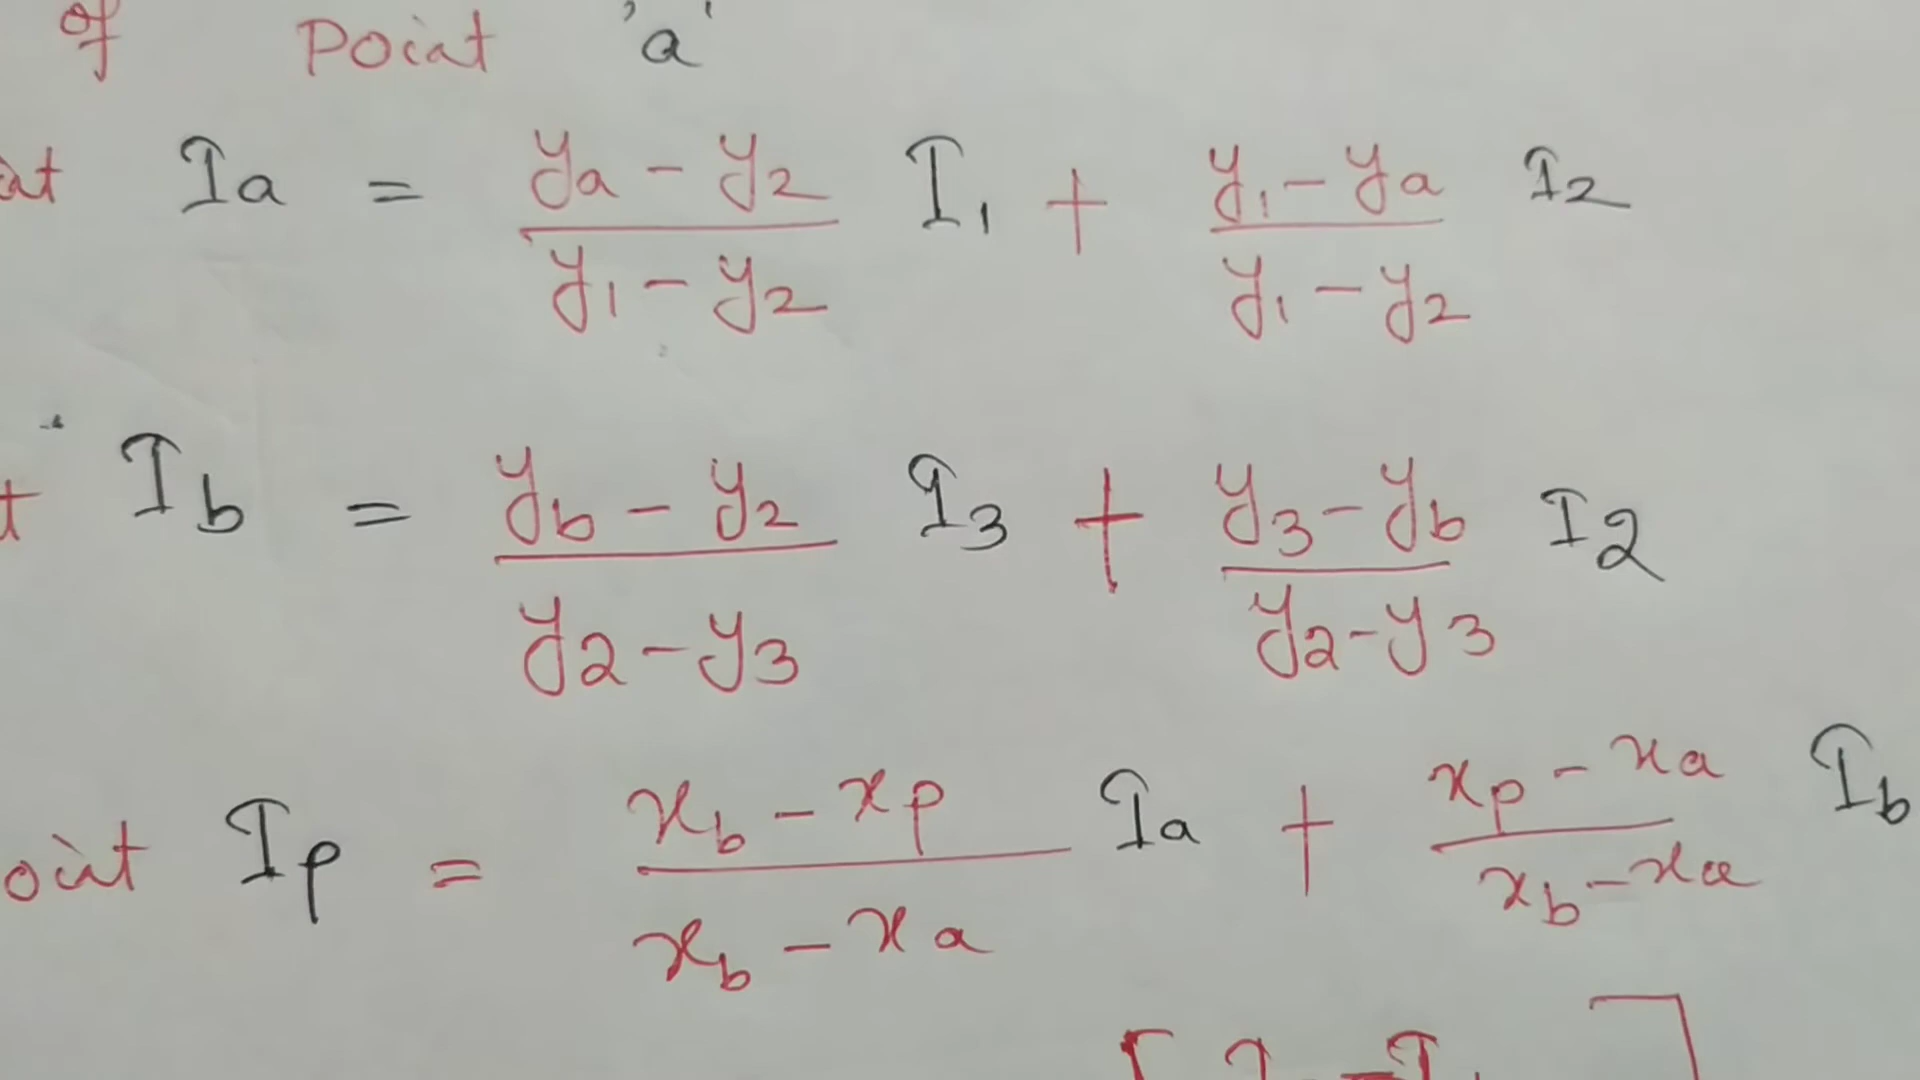 of Point 'a'
at Ia = (ya - y2)/(y1 - y2) I1 + (y1 - ya)/(y1 - y2) I2
t Ib = (yb - y2)/(y2 - y3) I3 + (y3 - yb)/(y2 - y3) I2
oint Ip = (xb - xp)/(xb - xa) Ia + (xp - xa)/(xb - xa) Ib